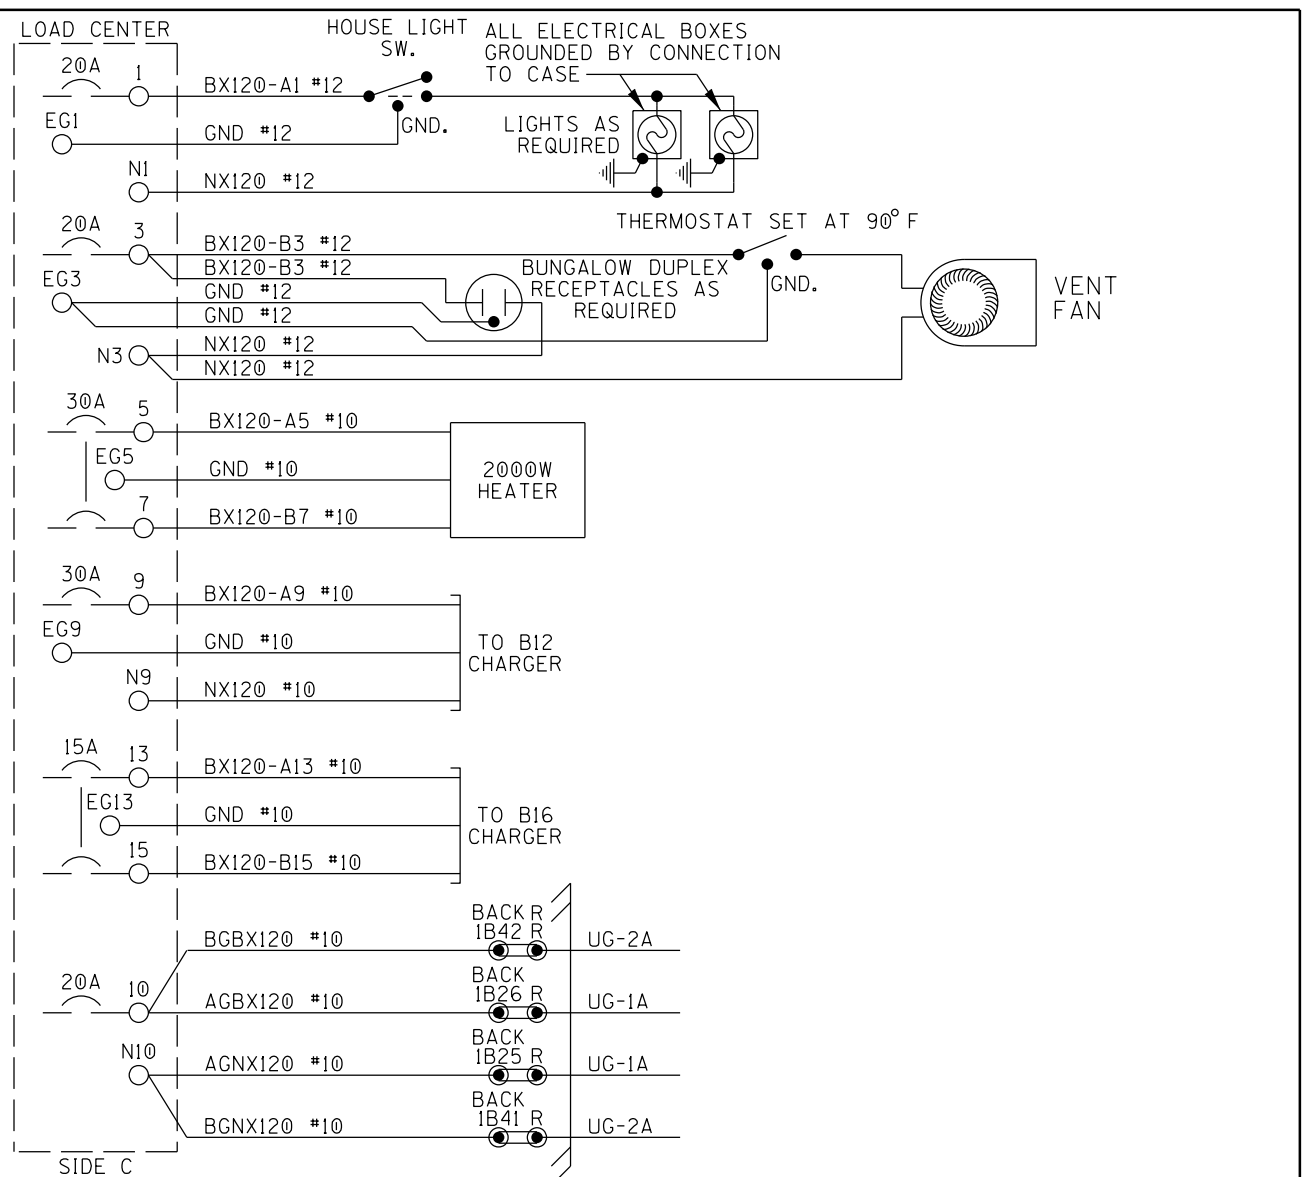 LOAD CENTER
HOUSE LIGHT
SW.
ALL ELECTRICAL BOXES
GROUNDED BY CONNECTION
TO CASE
20A
1
BX120-A1 #12
EG1
GND #12
GND.
LIGHTS AS
REQUIRED
N1
NX120 #12
THERMOSTAT SET AT 90° F
20A
3
BX120-B3 #12
BX120-B3 #12
EG3
GND #12
GND #12
BUNGALOW DUPLEX
RECEPTACLES AS
REQUIRED
GND.
VENT
FAN
N3
NX120 #12
NX120 #12
30A
5
BX120-A5 #10
EG5
GND #10
2000W
HEATER
7
BX120-B7 #10
30A
9
BX120-A9 #10
EG9
GND #10
TO B12
CHARGER
N9
NX120 #10
15A
13
BX120-A13 #10
EG13
GND #10
TO B16
CHARGER
15
BX120-B15 #10
BACK R
1B42 R
BGBX120 #10
UG-2A
20A
10
BACK
1B26 R
AGBX120 #10
UG-1A
N10
BACK
1B25 R
AGNX120 #10
UG-1A
BACK
1B41 R
BGNX120 #10
UG-2A
SIDE C